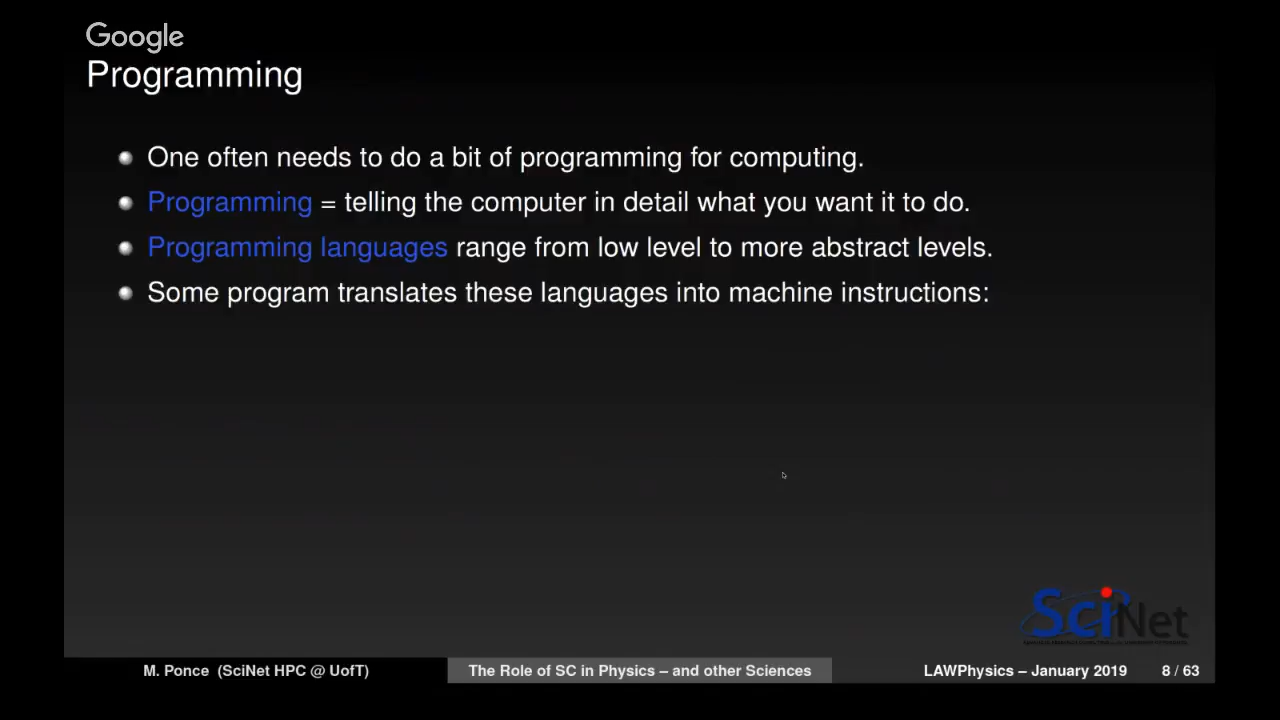 Google
Programming
One often needs to do a bit of programming for computing.
Programming = telling the computer in detail what you want it to do.
Programming languages range from low level to more abstract levels.
Some program translates these languages into machine instructions:
SciNet
M. Ponce (SciNet HPC @ UofT) The Role of SC in Physics – and other Sciences LAWPhysics – January 2019 8 / 63